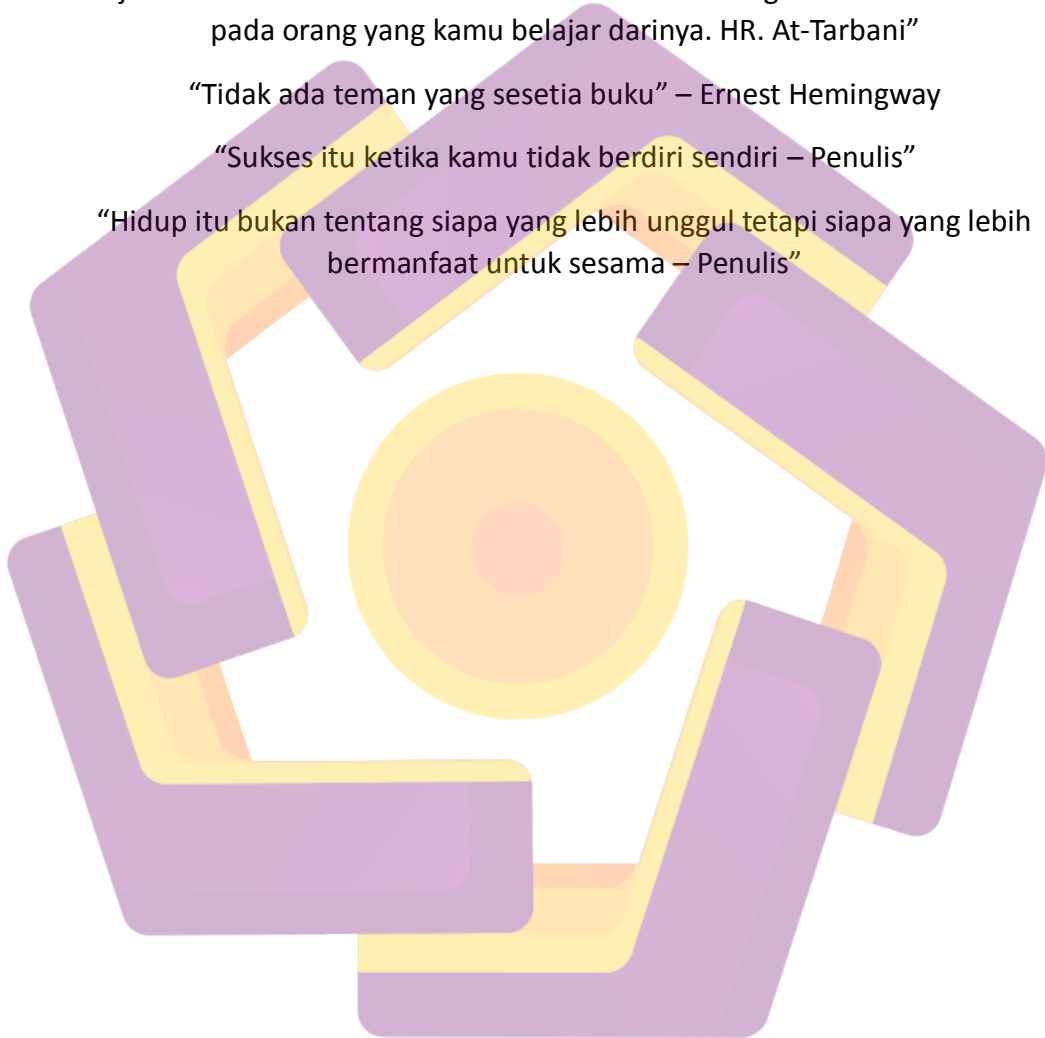 pada orang yang kamu belajar darinya. HR. At-Tarbani”
“Tidak ada teman yang sesetia buku” – Ernest Hemingway
“Sukses itu ketika kamu tidak berdiri sendiri – Penulis”
“Hidup itu bukan tentang siapa yang lebih unggul tetapi siapa yang lebih
bermanfaat untuk sesama – Penulis”